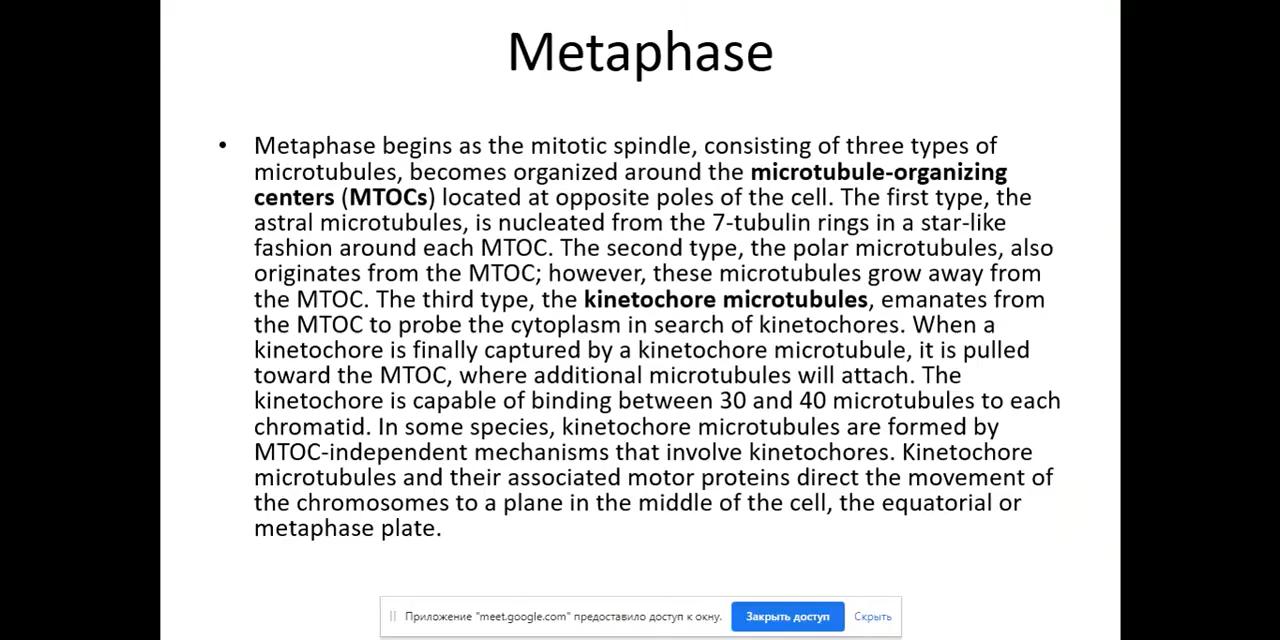 Metaphase
• Metaphase begins as the mitotic spindle, consisting of three types of
microtubules, becomes organized around the microtubule-organizing
centers (MTOCs) located at opposite poles of the cell. The first type, the
astral microtubules, is nucleated from the 7-tubulin rings in a star-like
fashion around each MTOC. The second type, the polar microtubules, also
originates from the MTOC; however, these microtubules grow away from
the MTOC. The third type, the kinetochore microtubules, emanates from
the MTOC to probe the cytoplasm in search of kinetochores. When a
kinetochore is finally captured by a kinetochore microtubule, it is pulled
toward the MTOC, where additional microtubules will attach. The
kinetochore is capable of binding between 30 and 40 microtubules to each
chromatid. In some species, kinetochore microtubules are formed by
MTOC-independent mechanisms that involve kinetochores. Kinetochore
microtubules and their associated motor proteins direct the movement of
the chromosomes to a plane in the middle of the cell, the equatorial or
metaphase plate.
Приложение "meet.google.com" предоставило доступ к окну. Закрыть доступ Скрыть